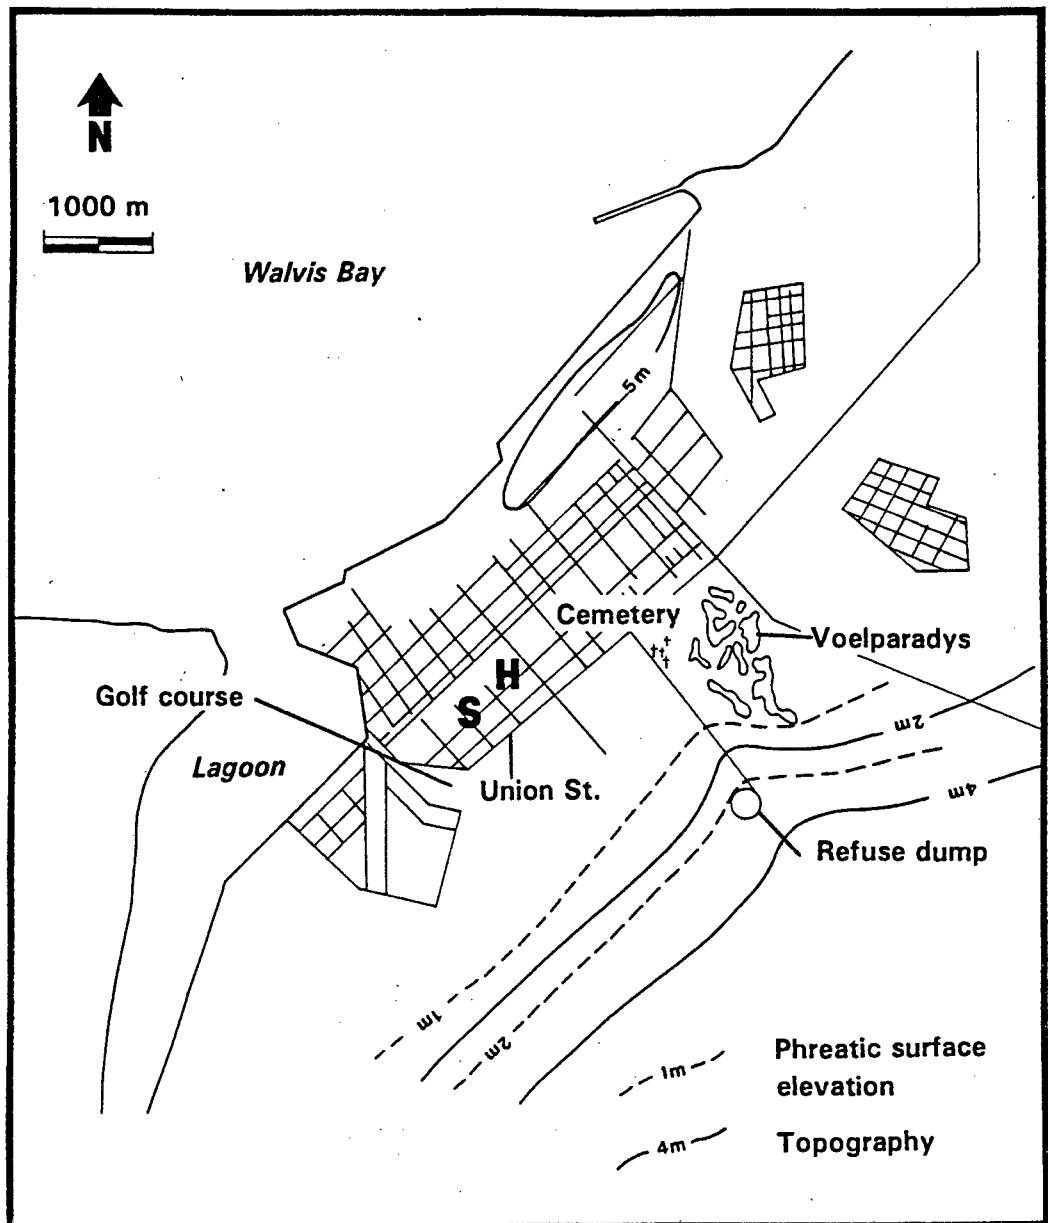 N
1000 m
Walvis Bay
5m
Cemetery
Voelparadys
H
Golf course
S
2m
Lagoon
Union St.
4m
Refuse dump
1m
2m
Phreatic surface
elevation
1m
4m
Topography